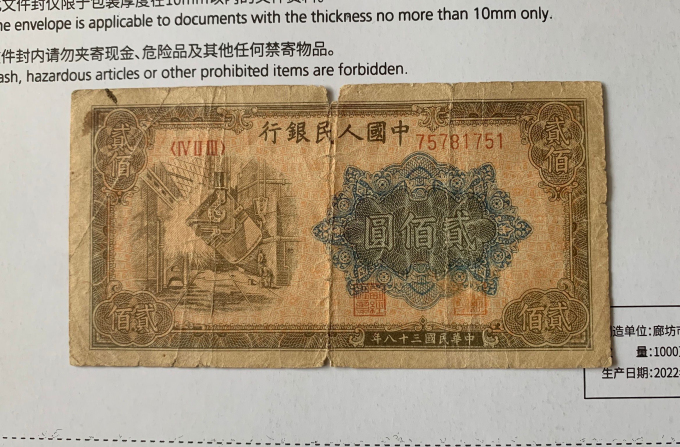 文件封仅限于包装厚度在10mm以内的文件资料。
he envelope is applicable to documents with the thickness no more than 10mm only.
件封内请勿夹寄现金、危险品及其他任何禁寄物品。
ash, hazardous articles or other prohibited items are forbidden.
貳佰
行銀民人國中
貳佰
〈IV II III〉
75781751
圓佰貳
佰貳
年八十三國民華中
佰貳
造单位:廊坊市
量:1000
生产日期:2022